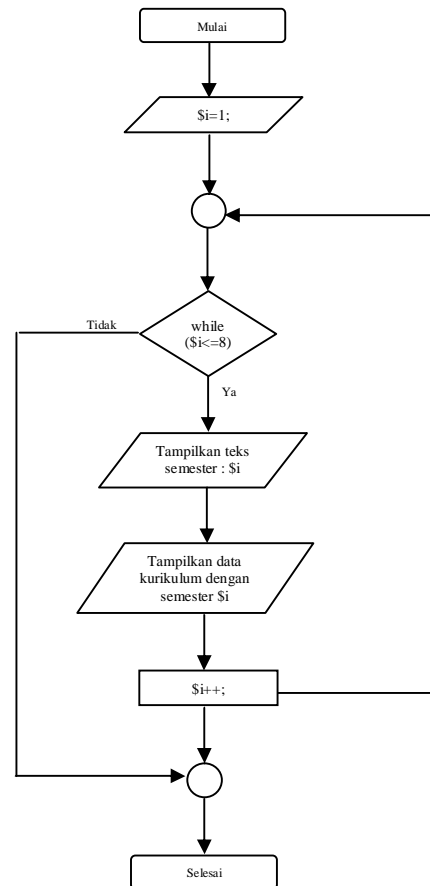 Mulai
$i=1;
while
($i<=8)
Tidak
Ya
Tampilkan teks
semester : $i
Tampilkan data
kurikulum dengan
semester $i
$i++;
Selesai